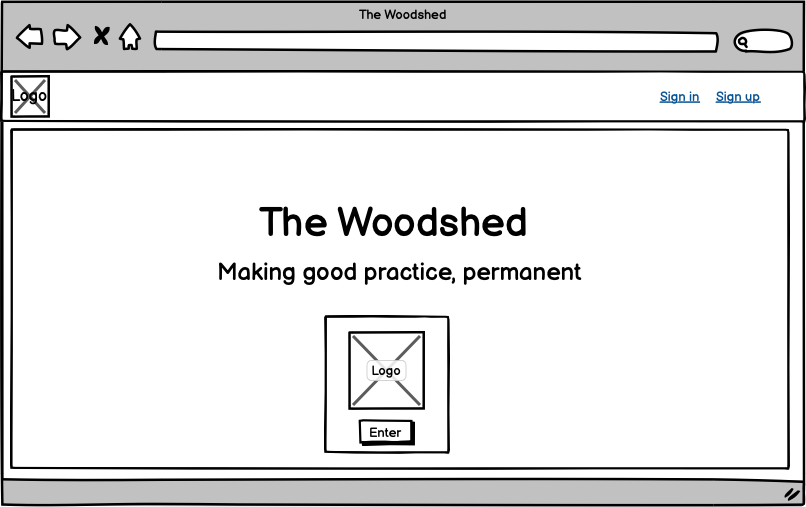 The Woodshed
Logo
Sign in Sign up
The Woodshed
Making good practice, permanent
Logo
Enter